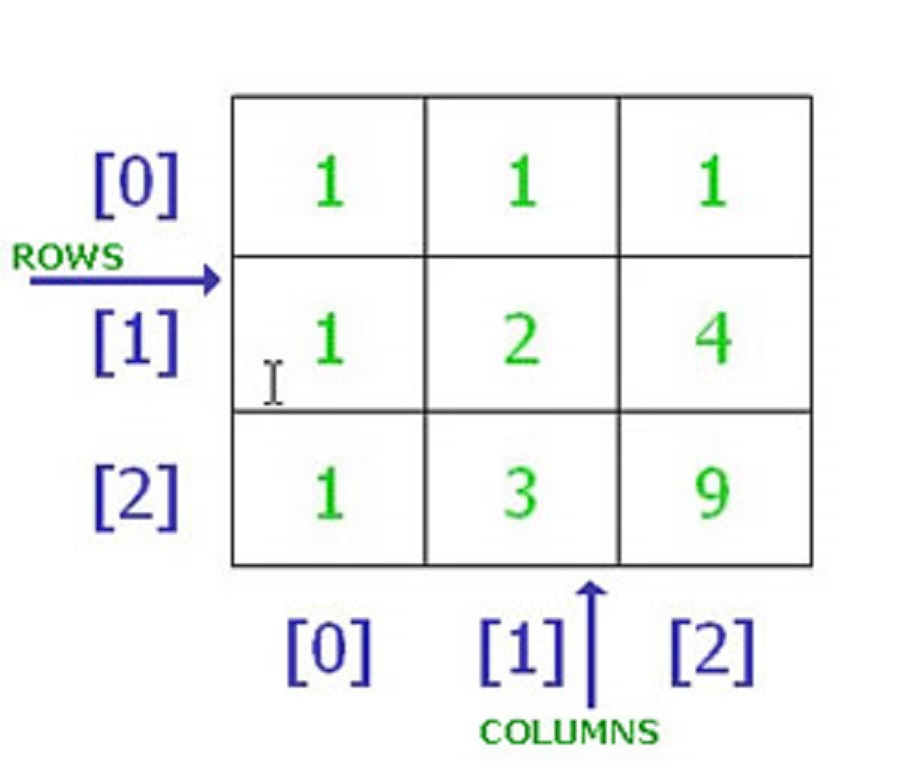 [0] 1 1 1
ROWS
[1] 1 2 4
[2] 1 3 9
[0] [1] [2]
COLUMNS